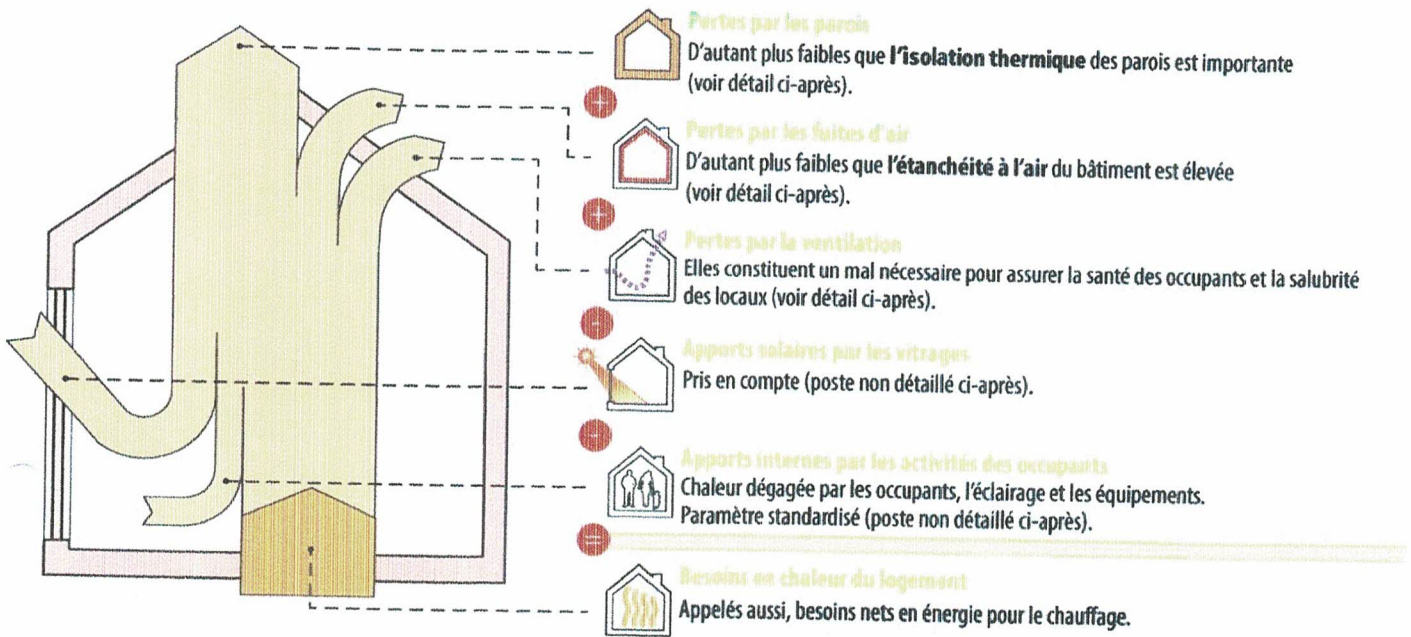 Pertes par les parois
D'autant plus faibles que l'isolation thermique des parois est importante
(voir détail ci-après).
+
Pertes par les fuites d'air
D'autant plus faibles que l'étanchéité à l'air du bâtiment est élevée
(voir détail ci-après).
+
Pertes par la ventilation
Elles constituent un mal nécessaire pour assurer la santé des occupants et la salubrité
des locaux (voir détail ci-après).
-
Apports solaires par les vitrages
Pris en compte (poste non détaillé ci-après).
-
Apports internes par les activités des occupants
Chaleur dégagée par les occupants, l'éclairage et les équipements.
Paramètre standardisé (poste non détaillé ci-après).
=
Besoins en chaleur du logement
Appelés aussi, besoins nets en énergie pour le chauffage.